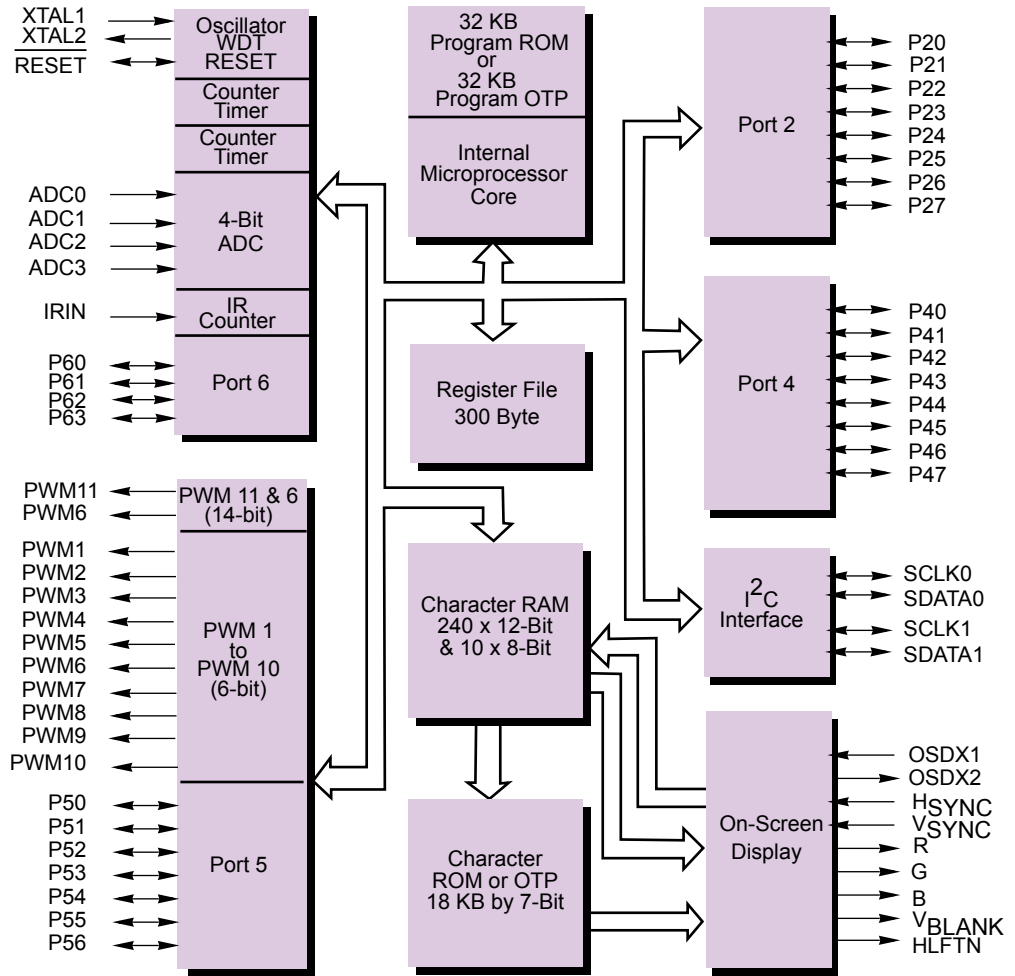 XTAL1
XTAL2
RESET
ADC0
ADC1
ADC2
ADC3
IRIN
P60
P61
P62
P63
Oscillator
WDT
RESET
Counter
Timer
Counter
Timer
4-Bit
ADC
IR
Counter
Port 6
32 KB
Program ROM
or
32 KB
Program OTP
Internal
Microprocessor
Core
Register File
300 Byte
Port 2
P20
P21
P22
P23
P24
P25
P26
P27
Port 4
P40
P41
P42
P43
P44
P45
P46
P47
PWM11
PWM6
PWM1
PWM2
PWM3
PWM4
PWM5
PWM6
PWM7
PWM8
PWM9
PWM10
P50
P51
P52
P53
P54
P55
P56
PWM 11 & 6
(14-bit)
PWM 1
to
PWM 10
(6-bit)
Port 5
Character RAM
240 x 12-Bit
& 10 x 8-Bit
Character
ROM or OTP
18 KB by 7-Bit
I²C
Interface
SCLK0
SDATA0
SCLK1
SDATA1
On-Screen
Display
OSDX1
OSDX2
HSYNC
VSYNC
R
G
B
VBLANK
HLFTN